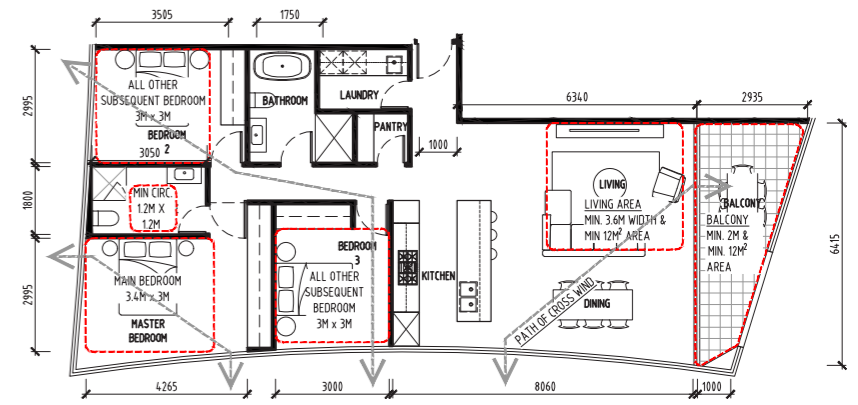 3505
1750
2995
ALL OTHER
SUBSEQUENT BEDROOM
3M x 3M
BEDROOM
2
3050
BATHROOM
LAUNDRY
PANTRY
1000
6340
2935
1800
MIN CIRC.
1.2M X
1.2M
LIVING
LIVING AREA
MIN. 3.6M WIDTH &
MIN 12M² AREA
BALCONY
BALCONY
MIN. 2M &
MIN. 12M²
AREA
6415
2995
MAIN BEDROOM
3.4M x 3M
MASTER
BEDROOM
BEDROOM
3
ALL OTHER
SUBSEQUENT
BEDROOM
3M x 3M
KITCHEN
DINING
PATH OF CROSS WIND
4265
3000
8060
1000